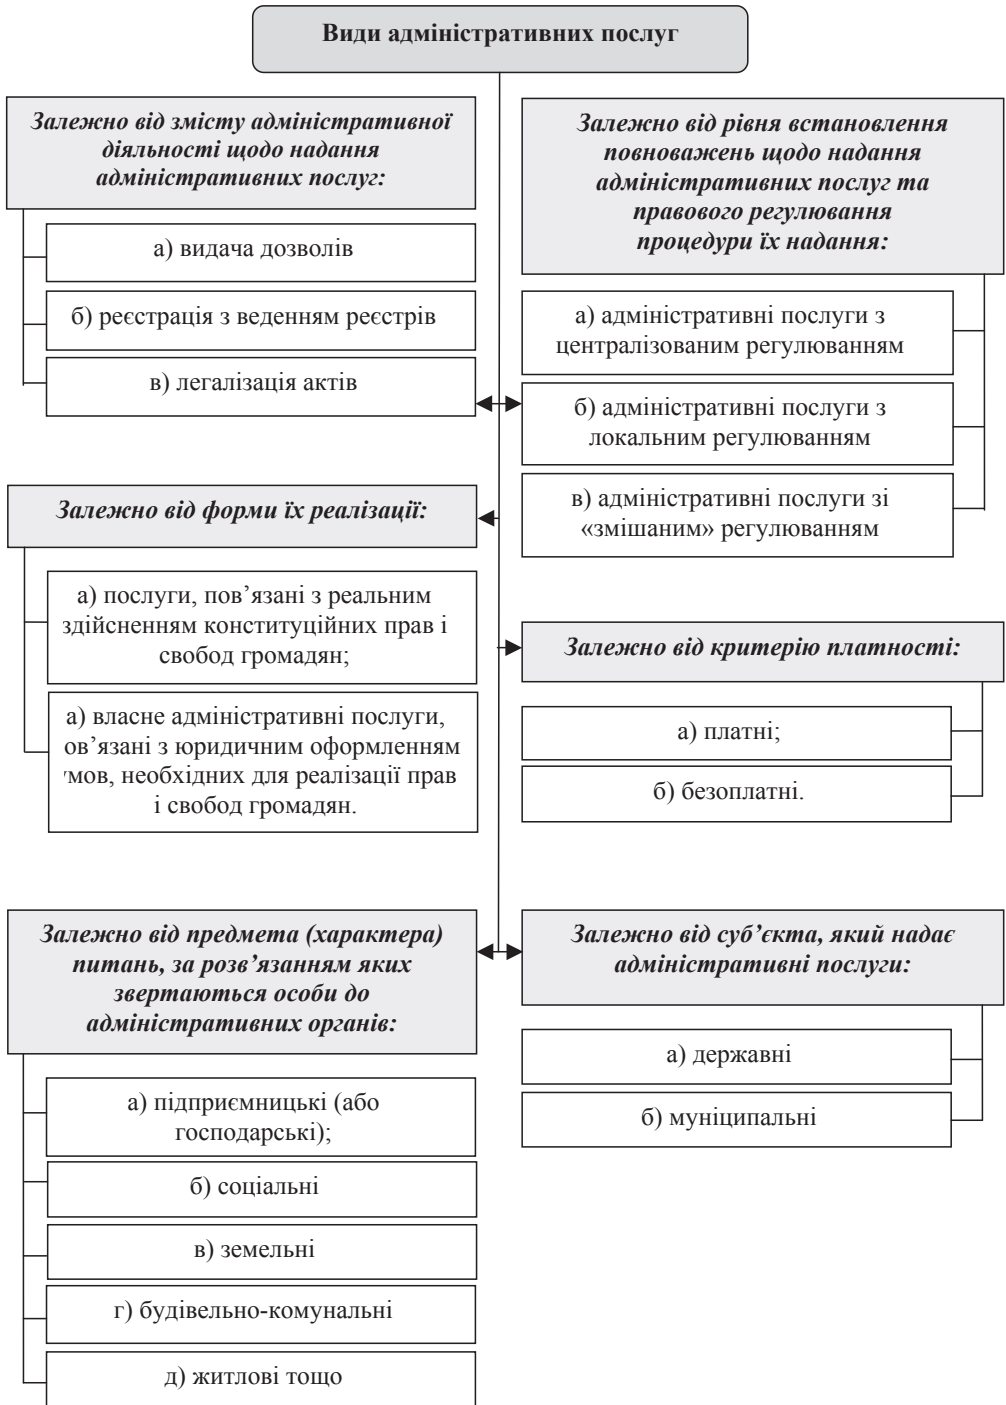 Види адміністративних послуг
Залежно від змісту адміністративної
діяльності щодо надання
адміністративних послуг:
а) видача дозволів
б) реєстрація з веденням реєстрів
в) легалізація актів
Залежно від рівня встановлення
повноважень щодо надання
адміністративних послуг та
правового регулювання
процедури їх надання:
а) адміністративні послуги з
централізованим регулюванням
б) адміністративні послуги з
локальним регулюванням
в) адміністративні послуги зі
«змішаним» регулюванням
Залежно від форми їх реалізації:
а) послуги, пов’язані з реальним
здійсненням конституційних прав і
свобод громадян;
а) власне адміністративні послуги,
ов’язані з юридичним оформленням
мов, необхідних для реалізації прав
і свобод громадян.
Залежно від критерію платності:
а) платні;
б) безоплатні.
Залежно від предмета (характера)
питань, за розв’язанням яких
звертаються особи до
адміністративних органів:
а) підприємницькі (або
господарські);
б) соціальні
в) земельні
г) будівельно-комунальні
д) житлові тощо
Залежно від суб’єкта, який надає
адміністративні послуги:
а) державні
б) муніципальні